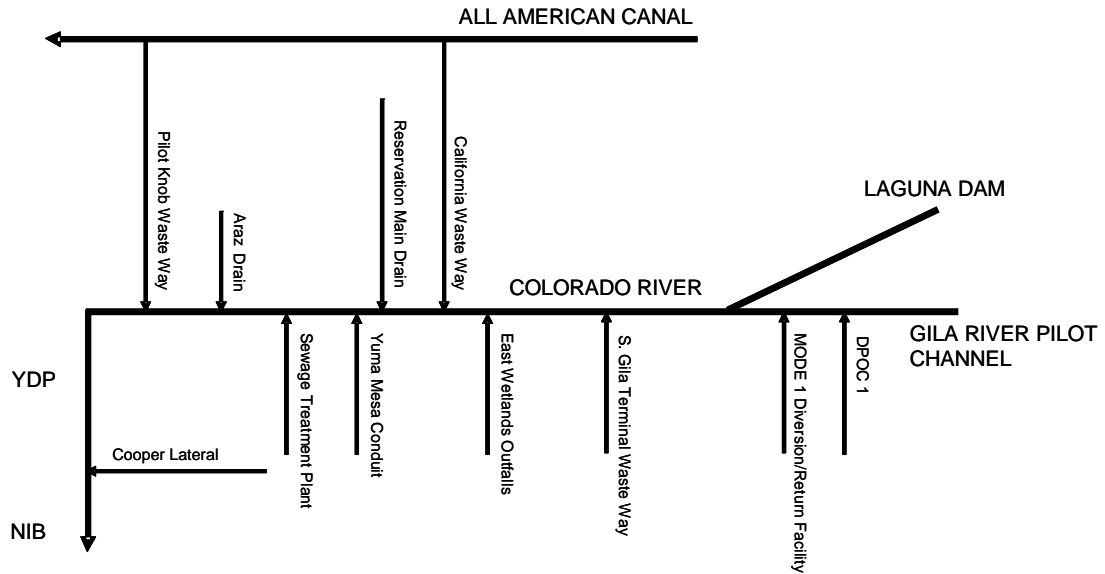 ALL AMERICAN CANAL
Pilot Knob Waste Way
Araz Drain
Reservation Main Drain
California Waste Way
LAGUNA DAM
COLORADO RIVER
GILA RIVER PILOT
CHANNEL
YDP
Sewage Treatment Plant
Yuma Mesa Conduit
East Wetlands Outfalls
S. Gila Terminal Waste Way
MODE 1 Diversion/Return Facility
DPOC 1
Cooper Lateral
NIB